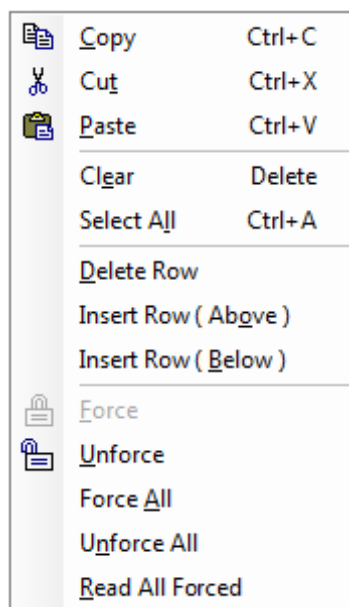 Copy Ctrl+C
Cut Ctrl+X
Paste Ctrl+V
Clear Delete
Select All Ctrl+A
Delete Row
Insert Row ( Above )
Insert Row ( Below )
Force
Unforce
Force All
Unforce All
Read All Forced